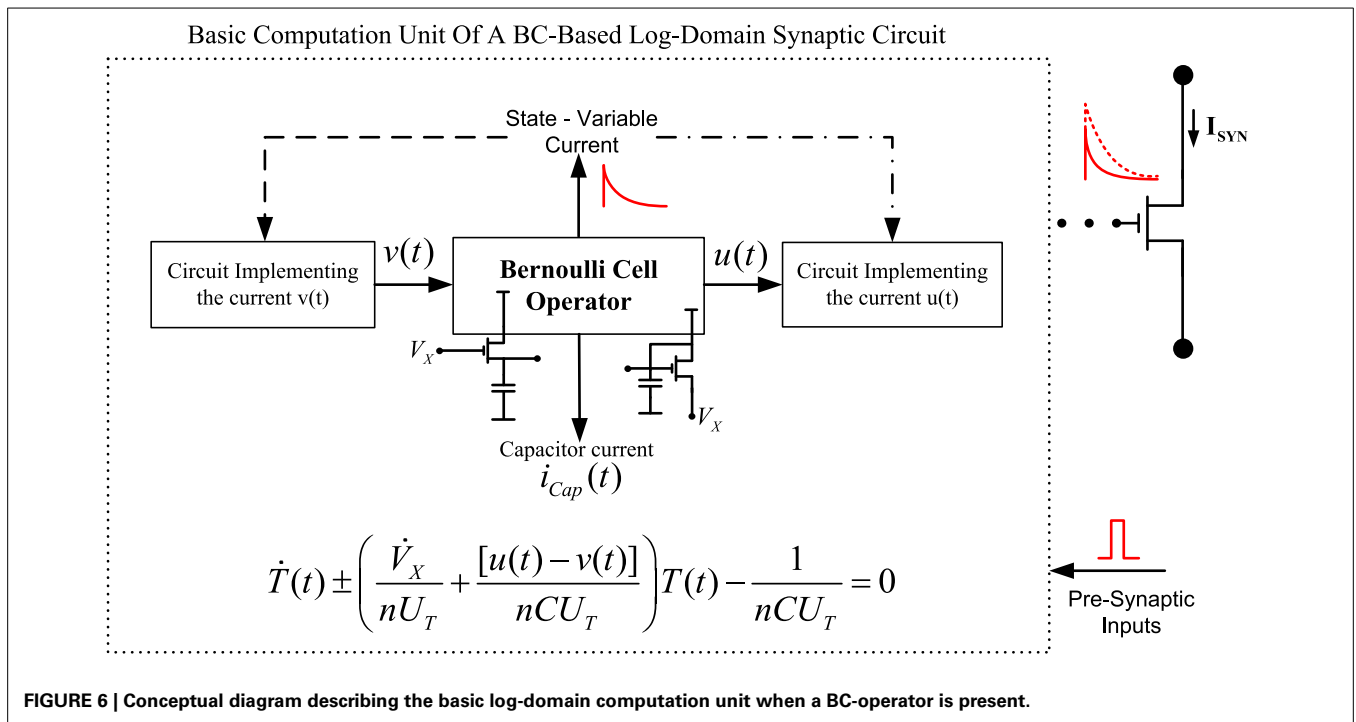 Basic Computation Unit Of A BC-Based Log-Domain Synaptic Circuit
State - Variable
Current
I_SYN
Circuit Implementing
the current v(t)
v(t)
Bernoulli Cell
Operator
u(t)
Circuit Implementing
the current u(t)
V_X
V_X
Capacitor current
i_Cap(t)
Ṫ(t) ± ( V̇_X / nU_T + [u(t) − v(t)] / nCU_T ) T(t) − 1 / nCU_T = 0
Pre-Synaptic
Inputs
FIGURE 6 | Conceptual diagram describing the basic log-domain computation unit when a BC-operator is present.